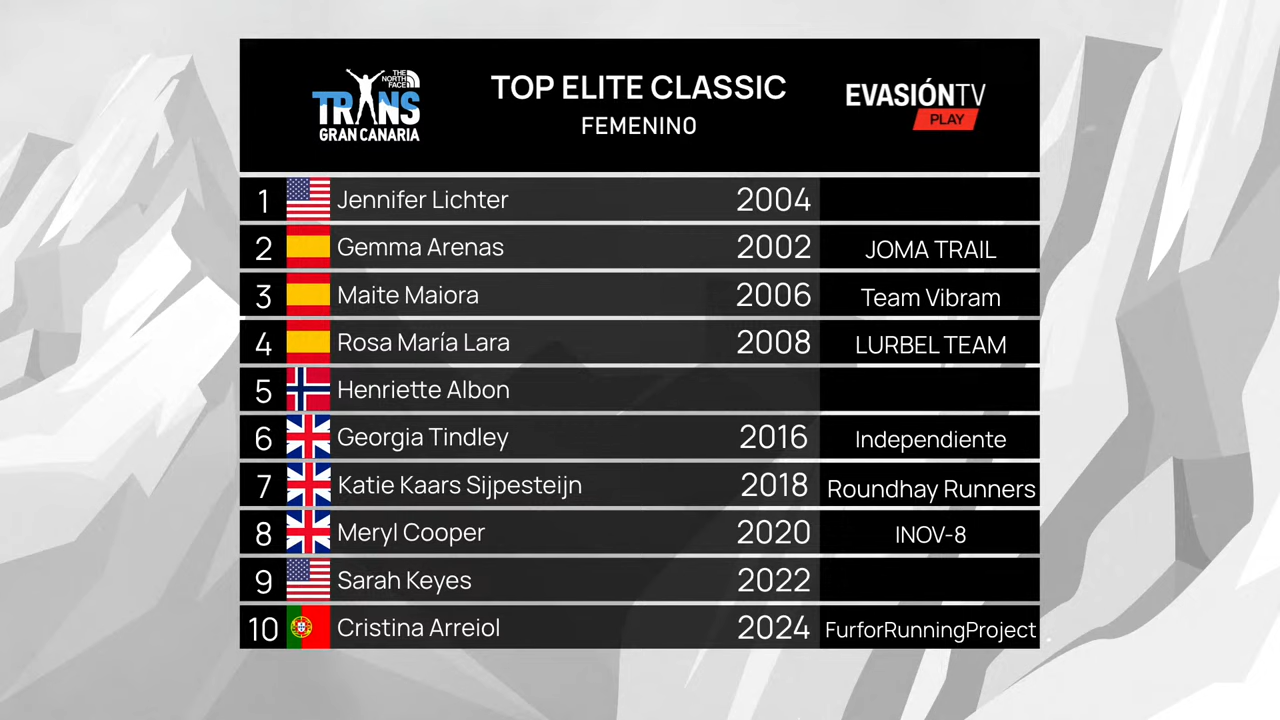 THE
NORTH
FACE
TRANS
GRAN CANARIA
TOP ELITE CLASSIC
FEMENINO
EVASIÓNTV
PLAY
1 Jennifer Lichter 2004
2 Gemma Arenas 2002 JOMA TRAIL
3 Maite Maiora 2006 Team Vibram
4 Rosa María Lara 2008 LURBEL TEAM
5 Henriette Albon
6 Georgia Tindley 2016 Independiente
7 Katie Kaars Sijpesteijn 2018 Roundhay Runners
8 Meryl Cooper 2020 INOV-8
9 Sarah Keyes 2022
10 Cristina Arreiol 2024 FurforRunningProject